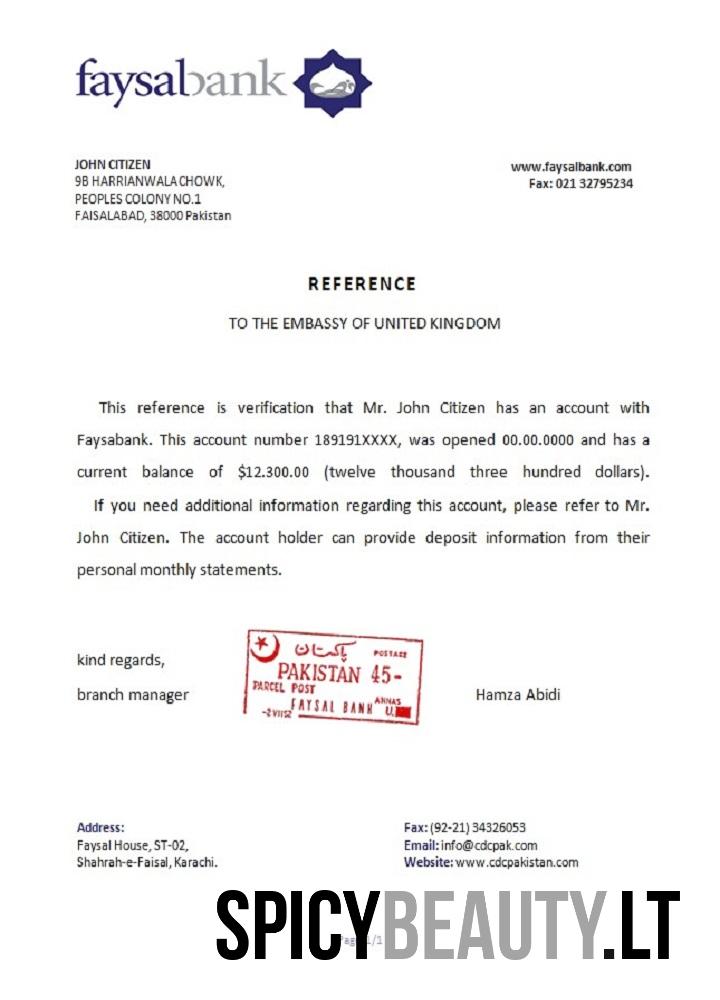 faysalbank
JOHN CITIZEN
9B HARRIANWALA CHOWK,
PEOPLES COLONY NO.1
FAISALABAD, 38000 Pakistan
www.faysalbank.com
Fax: 021 32795234
REFERENCE
TO THE EMBASSY OF UNITED KINGDOM
This reference is verification that Mr. John Citizen has an account with
Faysabank. This account number 189191XXXX, was opened 00.00.0000 and has a
current balance of $12.300.00 (twelve thousand three hundred dollars).
If you need additional information regarding this account, please refer to Mr.
John Citizen. The account holder can provide deposit information from their
personal monthly statements.
kind regards,
branch manager
پاکستان
POSTAGE
PAKISTAN 45-
PARCEL POST
ANNAS
FAYSAL BANK
Hamza Abidi
Address:
Faysal House, ST-02,
Shahrah-e-Faisal, Karachi.
Fax: (92-21) 34326053
Email: info@cdcpak.com
Website: www.cdcpakistan.com
SPICYBEAUTY.LT
Page 1/1